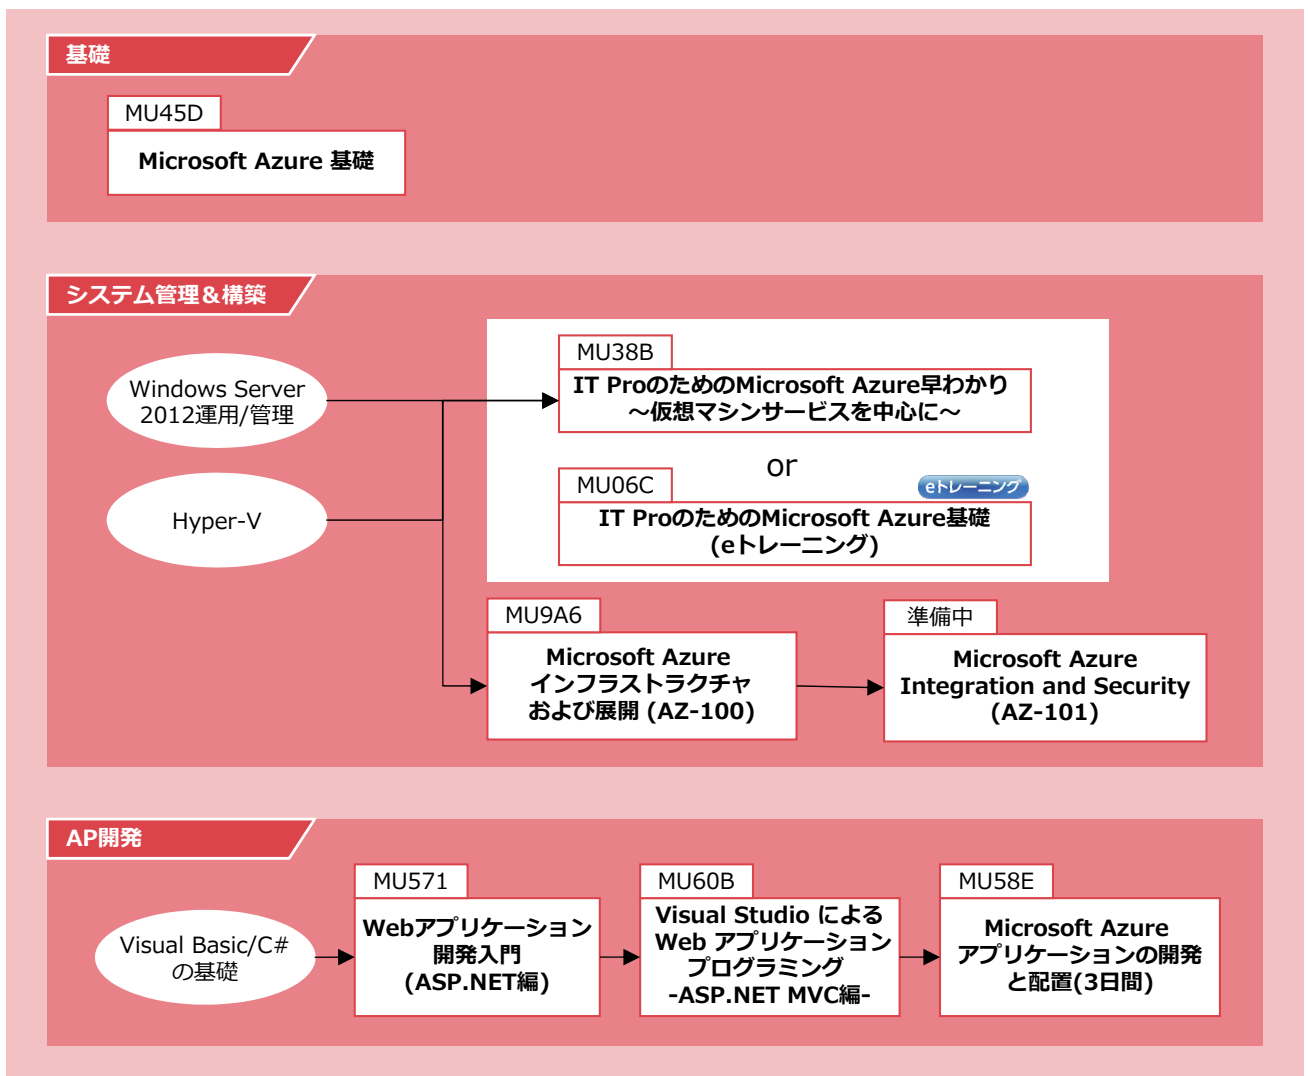 基礎
MU45D
Microsoft Azure 基礎
システム管理＆構築
Windows Server
2012運用/管理
Hyper-V
MU38B
IT ProのためのMicrosoft Azure早わかり
～仮想マシンサービスを中心に～
or
MU06C
eトレーニング
IT ProのためのMicrosoft Azure基礎
(eトレーニング)
MU9A6
Microsoft Azure
インフラストラクチャ
および展開 (AZ-100)
準備中
Microsoft Azure
Integration and Security
(AZ-101)
AP開発
Visual Basic/C#
の基礎
MU571
Webアプリケーション
開発入門
(ASP.NET編)
MU60B
Visual Studio による
Web アプリケーション
プログラミング
-ASP.NET MVC編-
MU58E
Microsoft Azure
アプリケーションの開発
と配置(3日間)